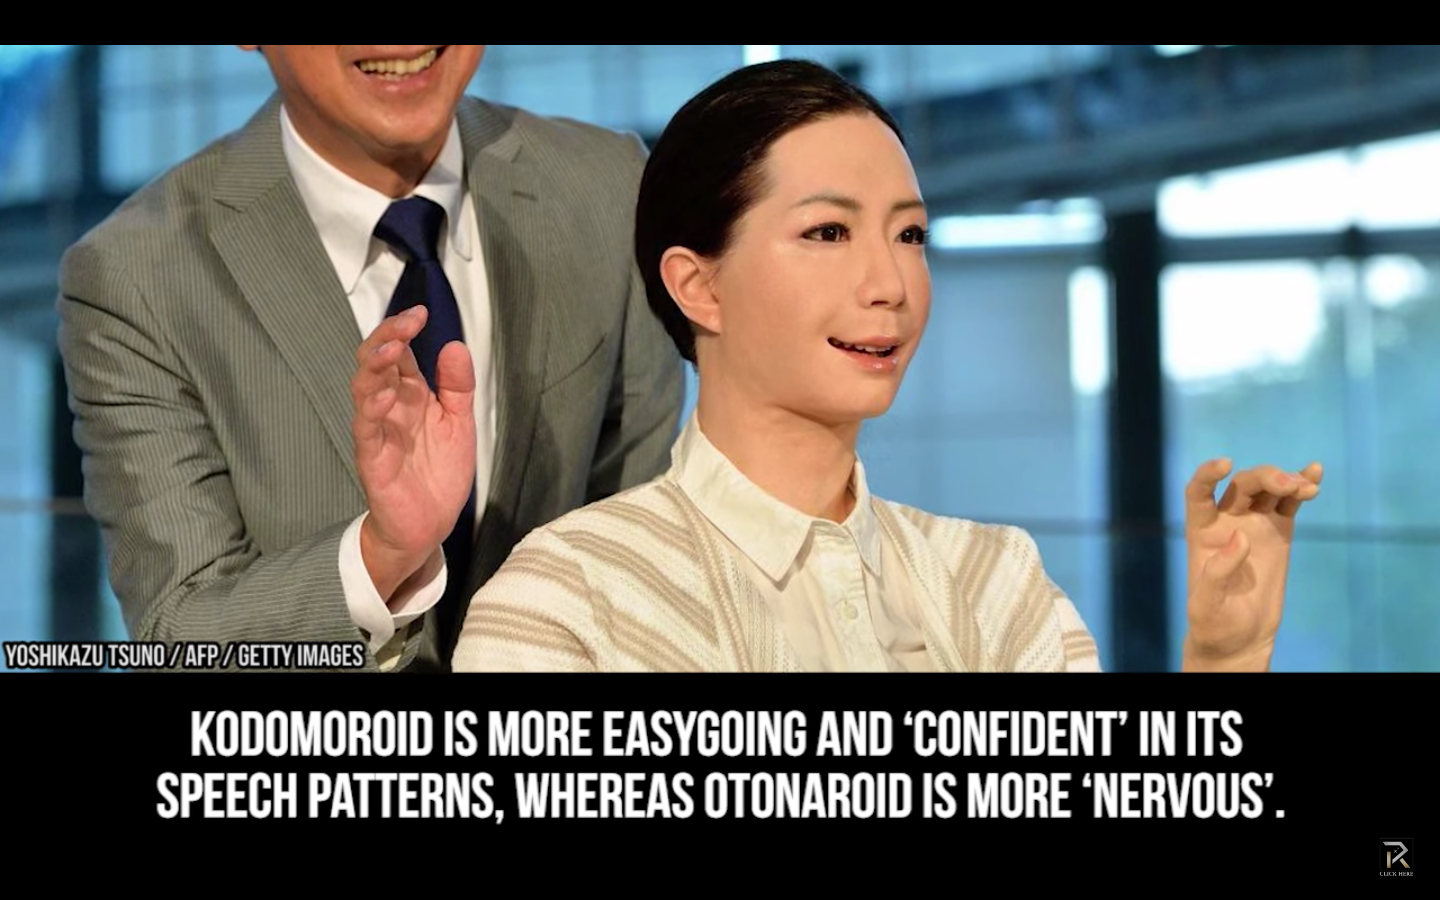 YOSHIKAZU TSUNO / AFP / GETTY IMAGES
KODOMOROID IS MORE EASYGOING AND ‘CONFIDENT’ IN ITS
SPEECH PATTERNS, WHEREAS OTONAROID IS MORE ‘NERVOUS’.
R
CLICK HERE